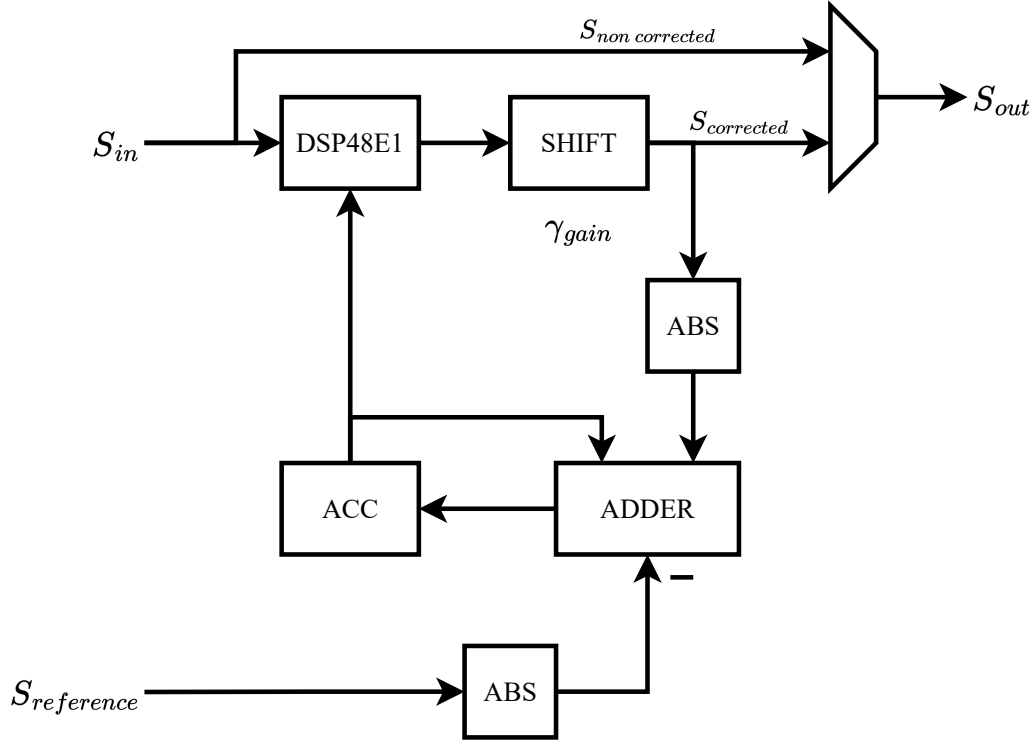 S_{non corrected}
S_{in}
DSP48E1
SHIFT
S_{corrected}
S_{out}
γ_{gain}
ABS
ACC
ADDER
−
S_{reference}
ABS